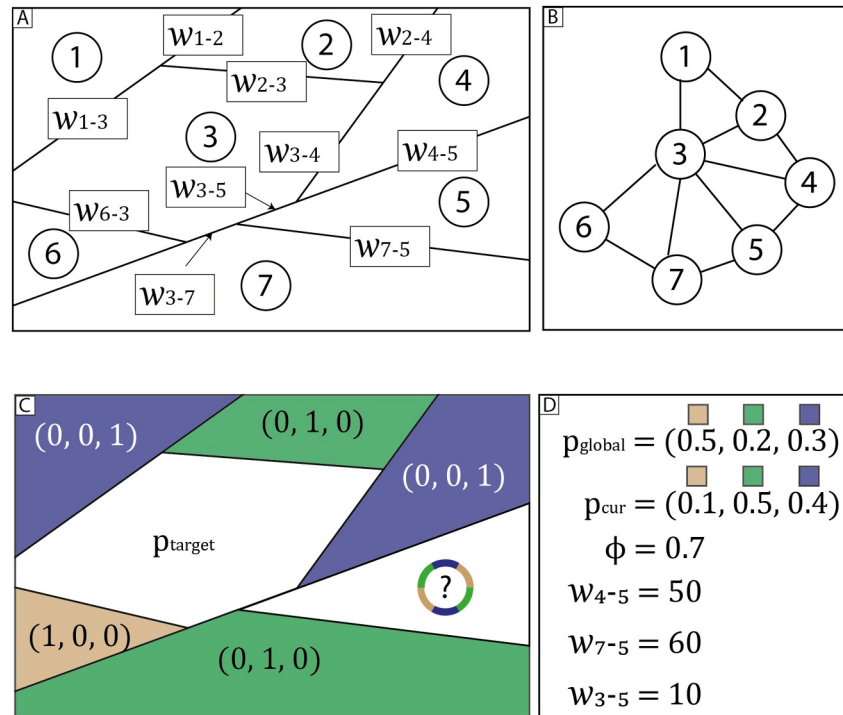 A
1
w1-2
2
w2-4
4
w2-3
w1-3
3
w3-4
w4-5
w3-5
w6-3
5
6
w7-5
w3-7
7
B
1
2
3
4
6
5
7
C
(0, 0, 1)
(0, 1, 0)
(0, 0, 1)
ptarget
?
(1, 0, 0)
(0, 1, 0)
D
pglobal = (0.5, 0.2, 0.3)
pcur = (0.1, 0.5, 0.4)
ϕ = 0.7
w4-5 = 50
w7-5 = 60
w3-5 = 10